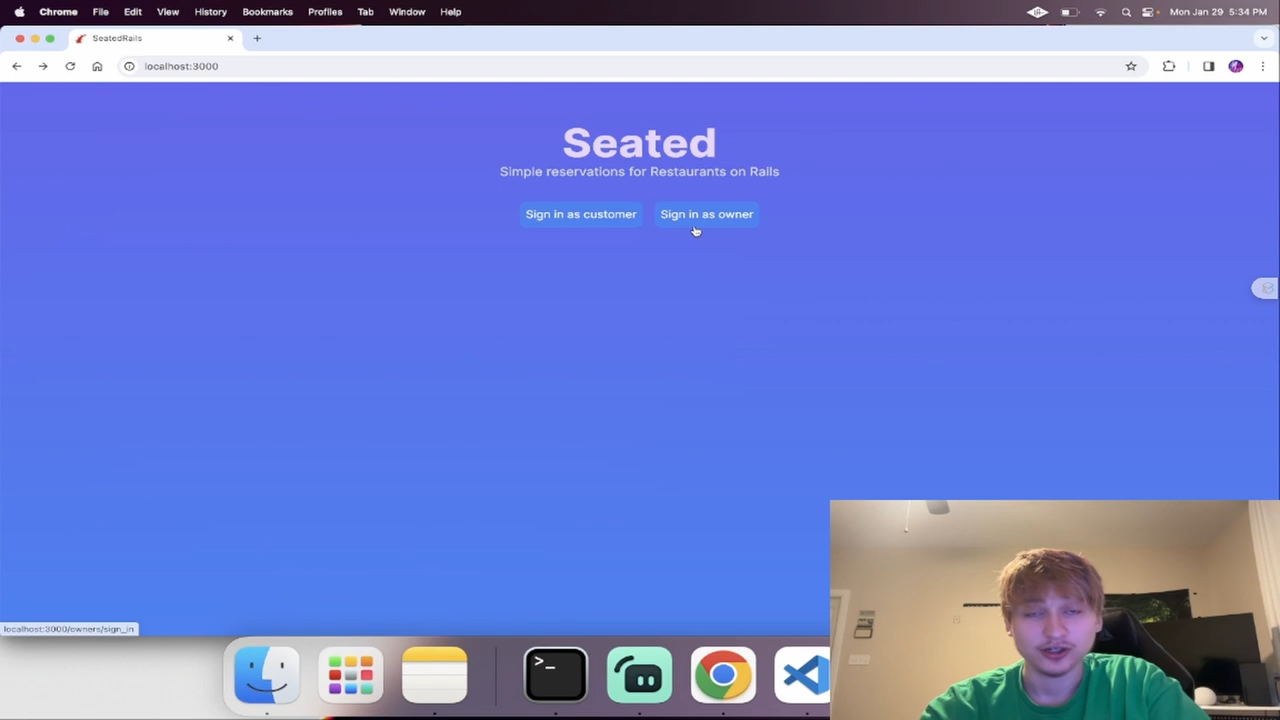 Chrome File Edit View History Bookmarks Profiles Tab Window Help Mon Jan 29 5:34 PM
SeatedRails
localhost:3000
Seated
Simple reservations for Restaurants on Rails
Sign in as customer Sign in as owner
localhost:3000/owners/sign_in